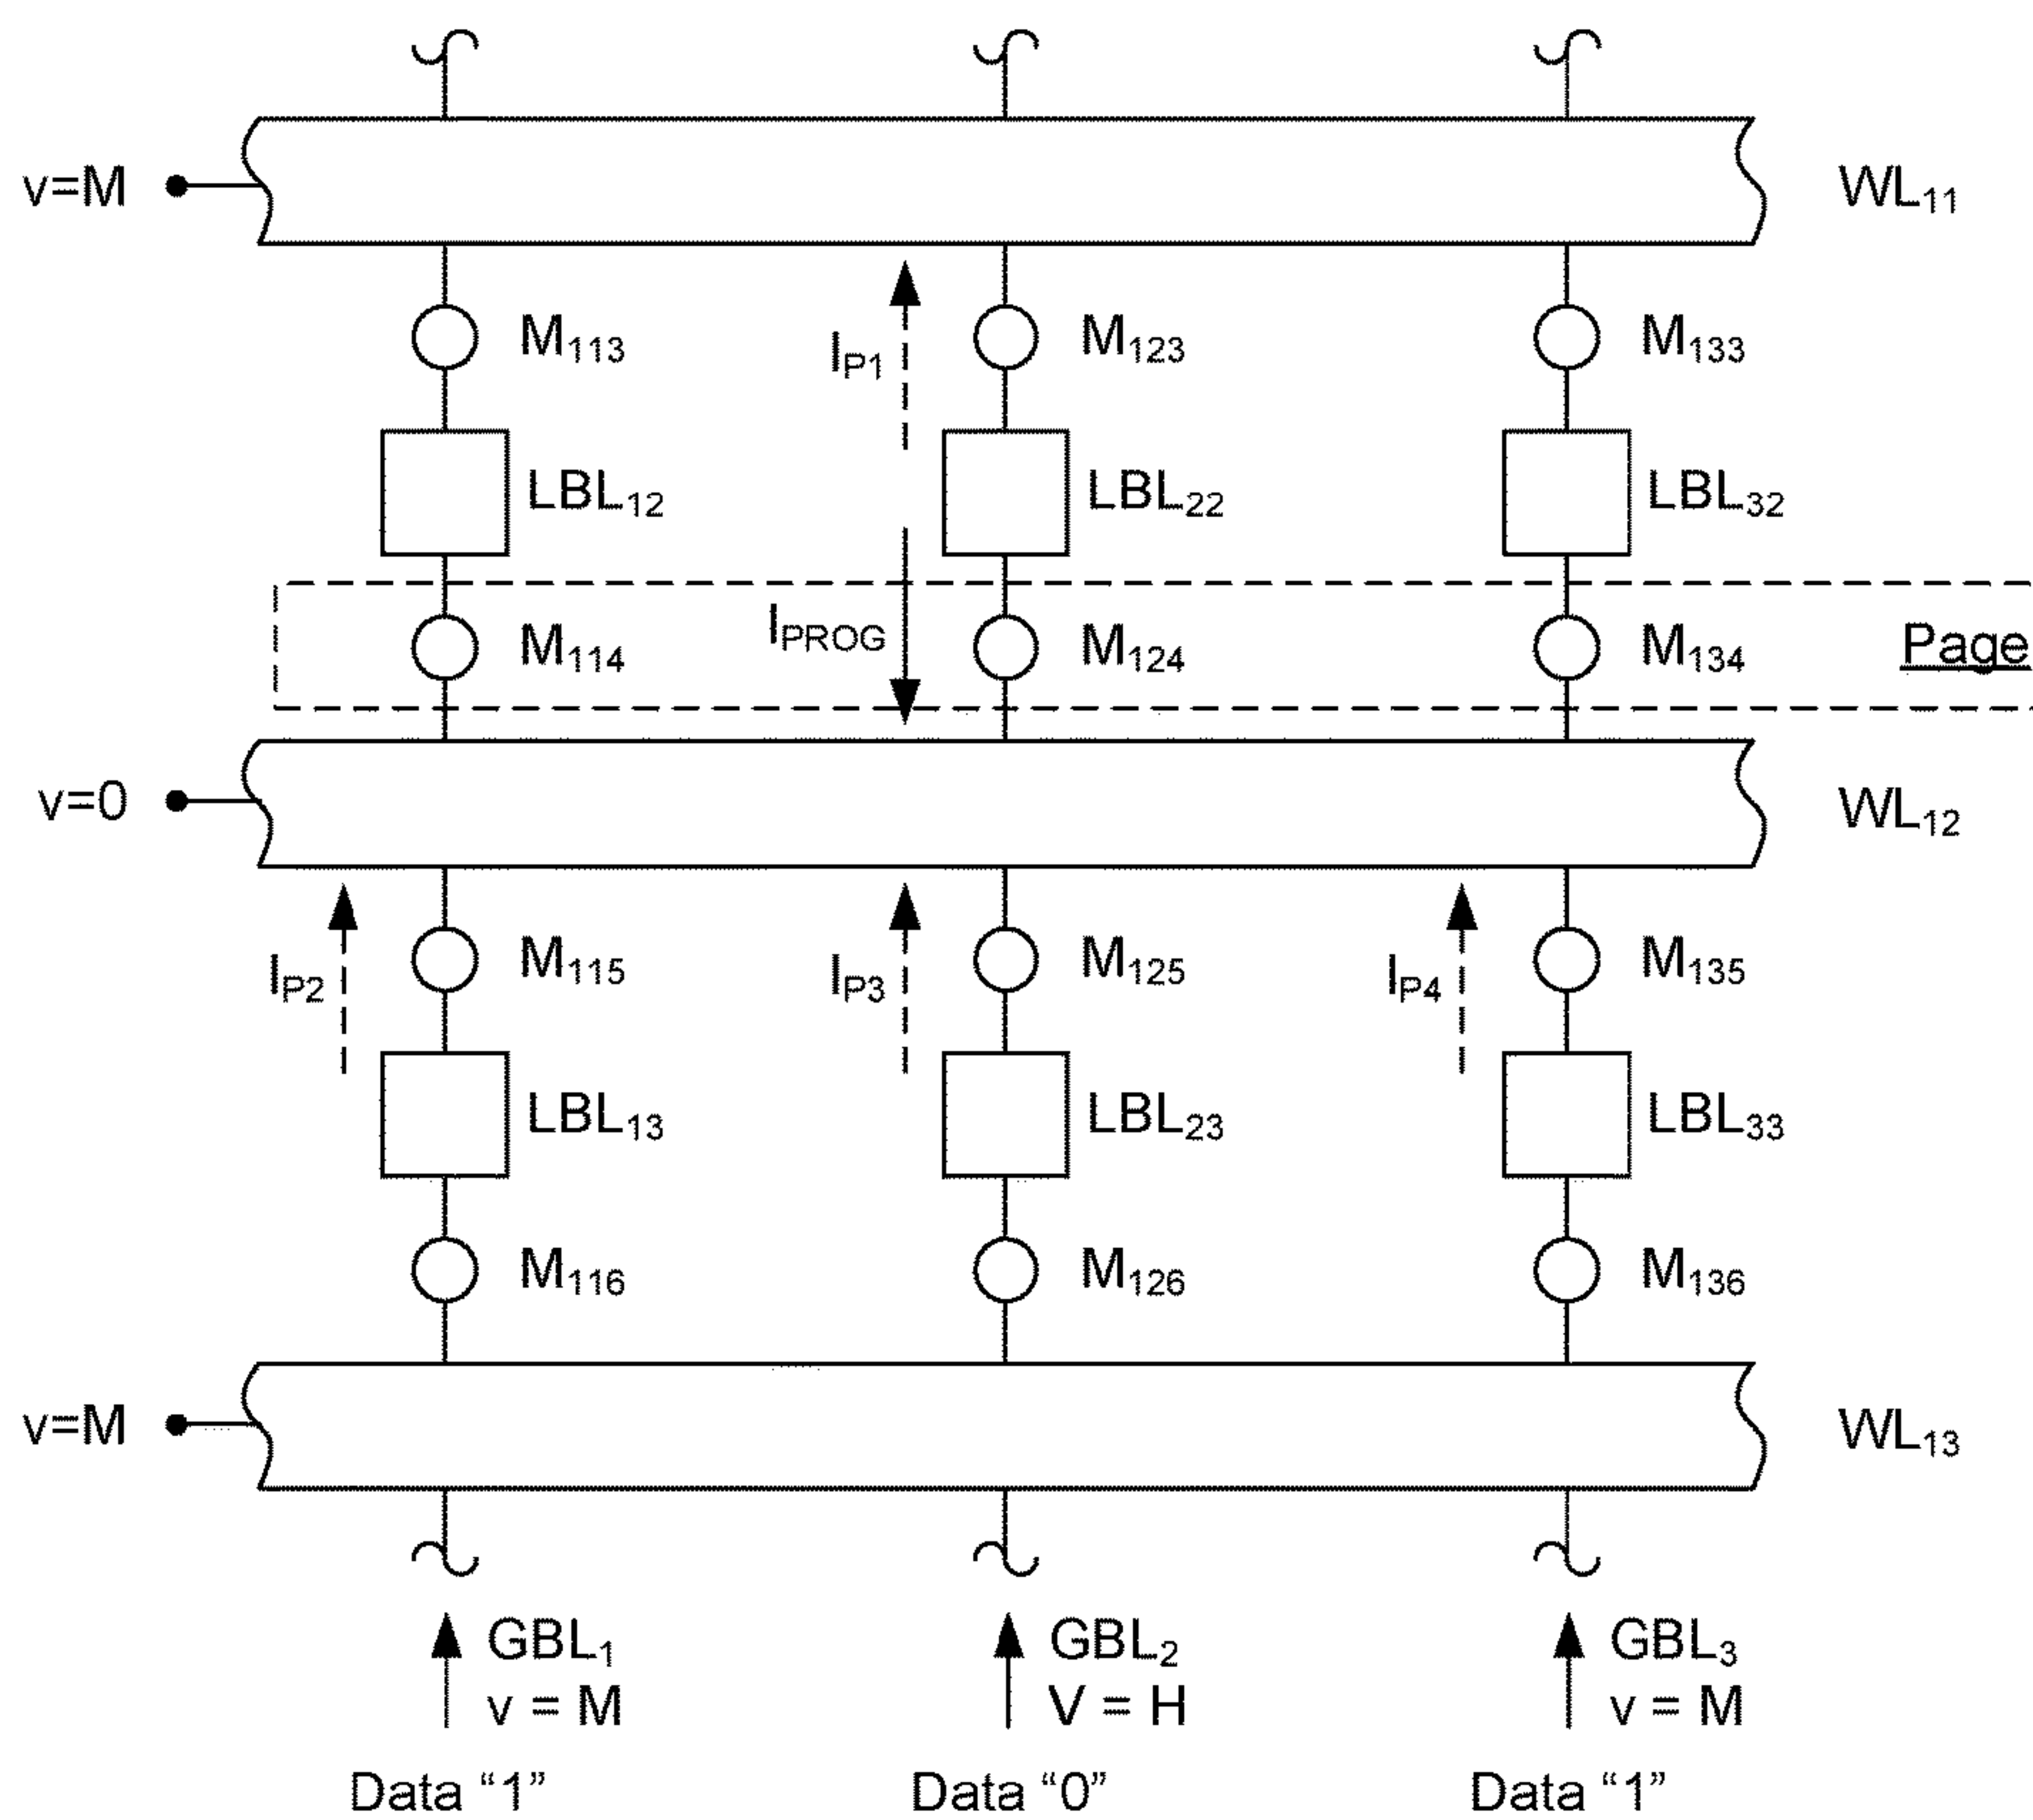 v=M WL11
M113 IP1 M123 M133
LBL12 LBL22 LBL32
M114 IPROG M124 M134 Page
v=0 WL12
IP2 M115 IP3 M125 IP4 M135
LBL13 LBL23 LBL33
M116 M126 M136
v=M WL13
GBL1 GBL2 GBL3
v = M V = H v = M
Data “1” Data “0” Data “1”